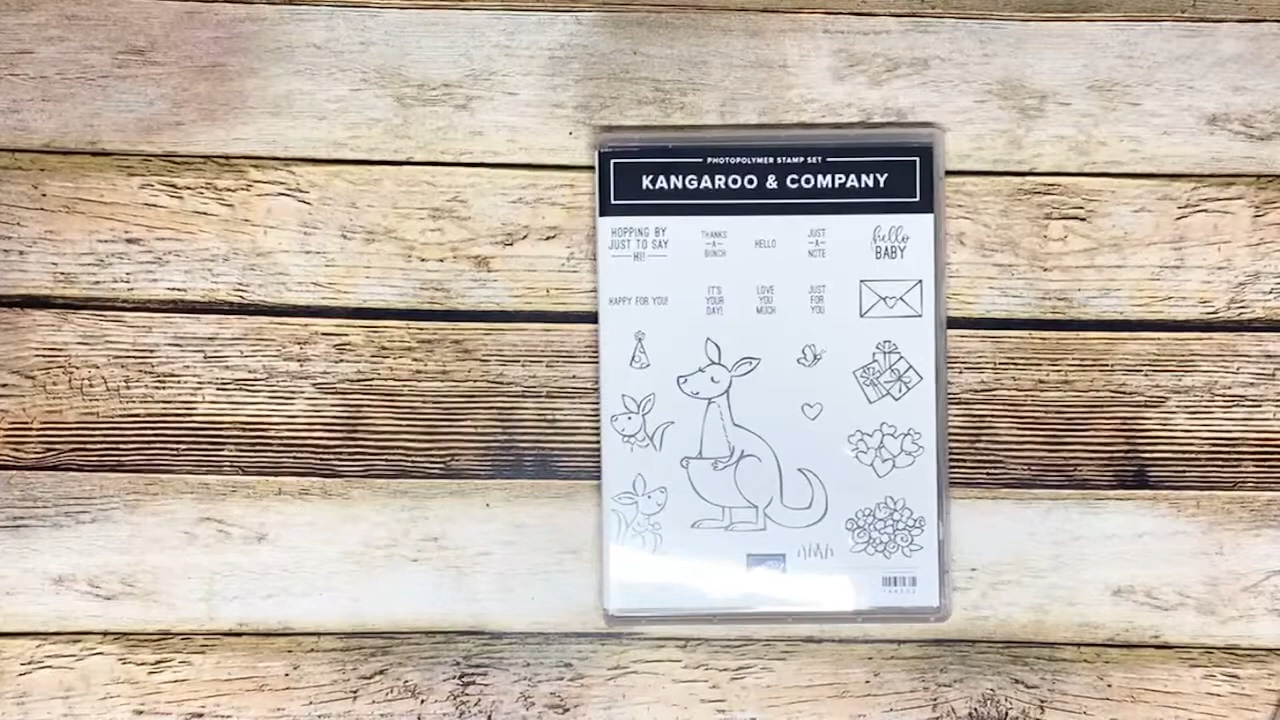 PHOTOPOLYMER STAMP SET
KANGAROO & COMPANY
HOPPING BY
JUST TO SAY
HI!
THANKS
-A-
BUNCH
HELLO
JUST
-A-
NOTE
hello
BABY
HAPPY FOR YOU!
IT'S
YOUR
DAY!
LOVE
YOU
MUCH
JUST
FOR
YOU